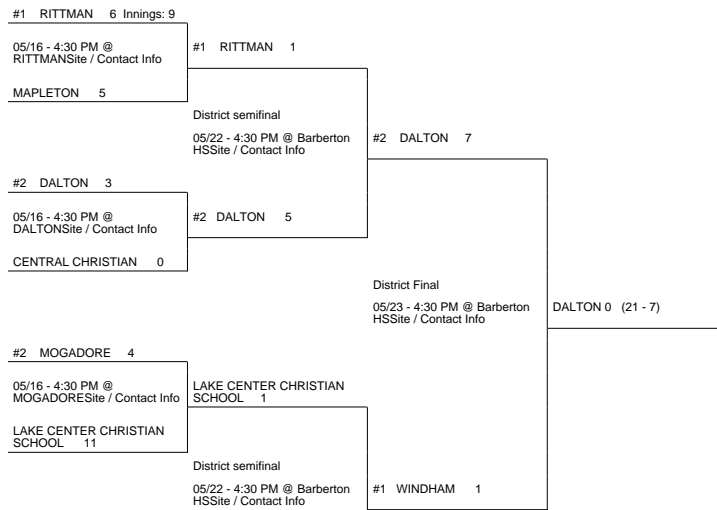 #1 RITTMAN 6 Innings: 9
05/16 - 4:30 PM @
RITTMANSite / Contact Info
MAPLETON 5
#1 RITTMAN 1
District semifinal
05/22 - 4:30 PM @ Barberton
HSSite / Contact Info
#2 DALTON 3
05/16 - 4:30 PM @
DALTONSite / Contact Info
CENTRAL CHRISTIAN 0
#2 DALTON 5
#2 DALTON 7
District Final
05/23 - 4:30 PM @ Barberton
HSSite / Contact Info
DALTON 0 (21 - 7)
#2 MOGADORE 4
05/16 - 4:30 PM @
MOGADORESite / Contact Info
LAKE CENTER CHRISTIAN
SCHOOL 11
LAKE CENTER CHRISTIAN
SCHOOL 1
District semifinal
05/22 - 4:30 PM @ Barberton
HSSite / Contact Info
#1 WINDHAM 1